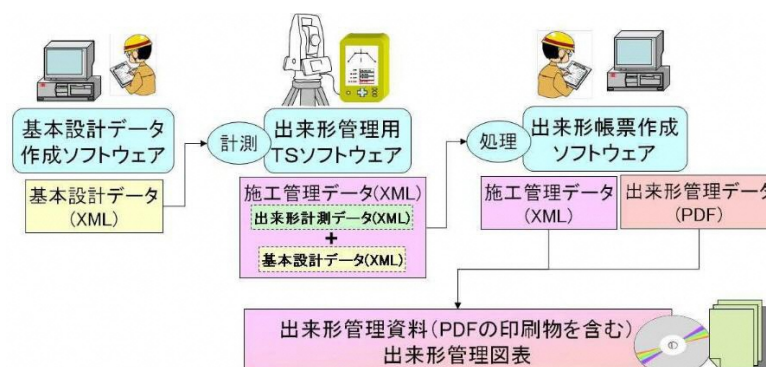 基本設計データ
作成ソフトウェア
計測
出来形管理用
TSソフトウェア
処理
出来形帳票作成
ソフトウェア
基本設計データ
(XML)
施工管理データ(XML)
出来形計測データ(XML)
+
基本設計データ(XML)
施工管理データ
(XML)
出来形管理データ
(PDF)
出来形管理資料(PDFの印刷物を含む)
出来形管理図表